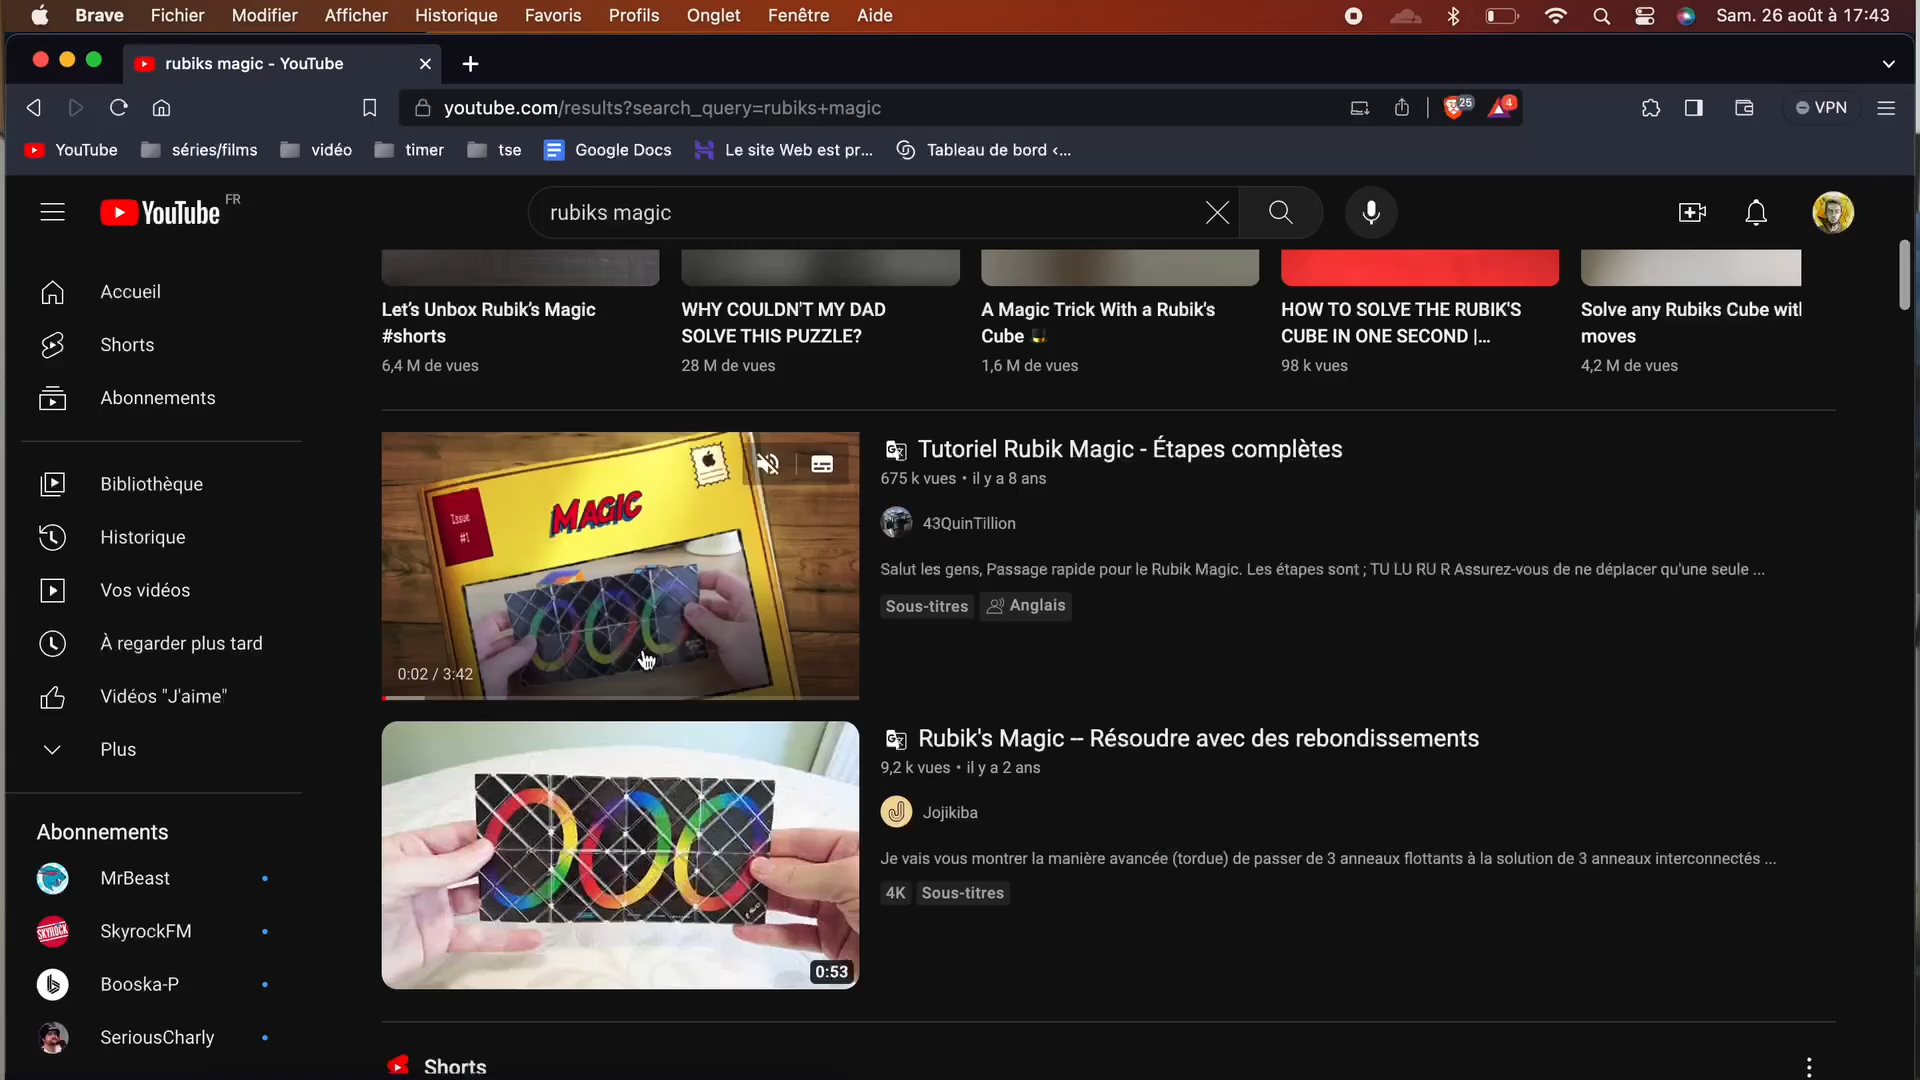 Brave Fichier Modifier Afficher Historique Favoris Profils Onglet Fenêtre Aide Sam. 26 août à 17:43
rubiks magic - YouTube
youtube.com/results?search_query=rubiks+magic 25 4 VPN
YouTube séries/films vidéo timer tse Google Docs Le site Web est pr... Tableau de bord <...
YouTube FR
rubiks magic
Accueil
Shorts
Abonnements
Bibliothèque
Historique
Vos vidéos
À regarder plus tard
Vidéos "J'aime"
Plus
Abonnements
MrBeast
SkyrockFM
Booska-P
SeriousCharly
Let's Unbox Rubik's Magic
#shorts
6,4 M de vues
WHY COULDN'T MY DAD
SOLVE THIS PUZZLE?
28 M de vues
A Magic Trick With a Rubik's
Cube
1,6 M de vues
HOW TO SOLVE THE RUBIK'S
CUBE IN ONE SECOND |...
98 k vues
Solve any Rubiks Cube with
moves
4,2 M de vues
Issue
#1
MAGIC
0:02 / 3:42
Tutoriel Rubik Magic - Étapes complètes
675 k vues • il y a 8 ans
43QuinTillion
Salut les gens, Passage rapide pour le Rubik Magic. Les étapes sont ; TU LU RU R Assurez-vous de ne déplacer qu'une seule ...
Sous-titres Anglais
0:53
Rubik's Magic – Résoudre avec des rebondissements
9,2 k vues • il y a 2 ans
Jojikiba
Je vais vous montrer la manière avancée (tordue) de passer de 3 anneaux flottants à la solution de 3 anneaux interconnectés ...
4K Sous-titres
Shorts